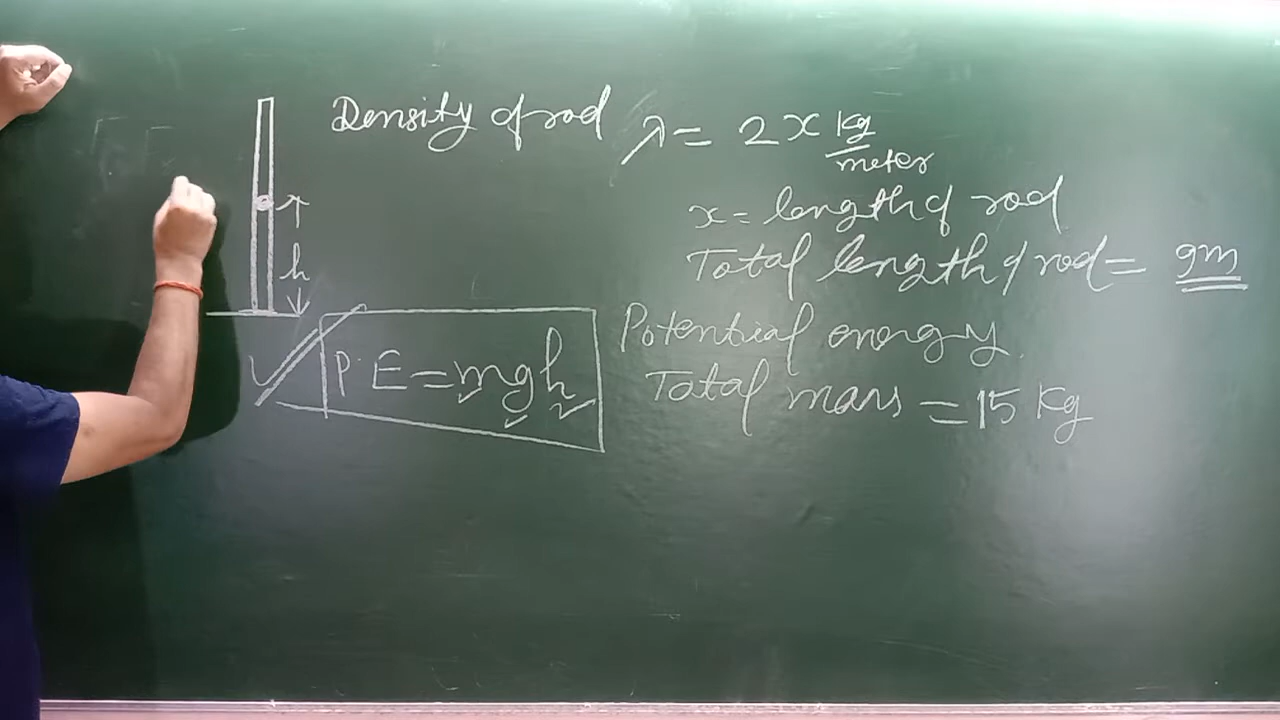 Density of rod λ = 2x kg/meter
x = length of rod
Total length of rod = 9m
h
Potential energy
P.E = mgh
Total mass = 15 Kg